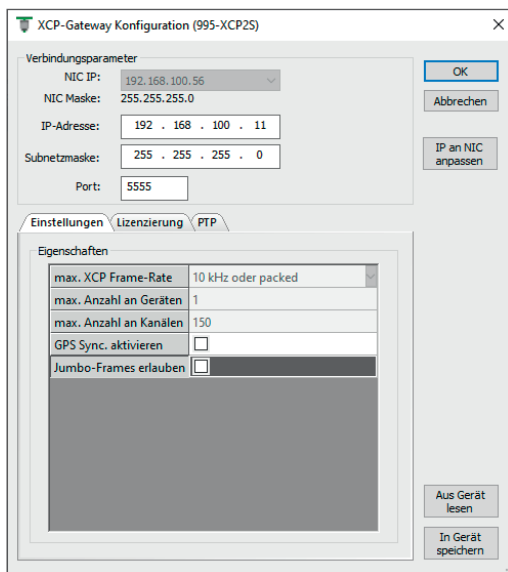 XCP-Gateway Konfiguration (995-XCP2S)
Verbindungsparameter
NIC IP: 192.168.100.56
NIC Maske: 255.255.255.0
IP-Adresse: 192 . 168 . 100 . 11
Subnetzmaske: 255 . 255 . 255 . 0
Port: 5555
OK
Abbrechen
IP an NIC
anpassen
Einstellungen Lizenzierung PTP
Eigenschaften
max. XCP Frame-Rate 10 kHz oder packed
max. Anzahl an Geräten 1
max. Anzahl an Kanälen 150
GPS Sync. aktivieren
Jumbo-Frames erlauben
Aus Gerät
lesen
In Gerät
speichern